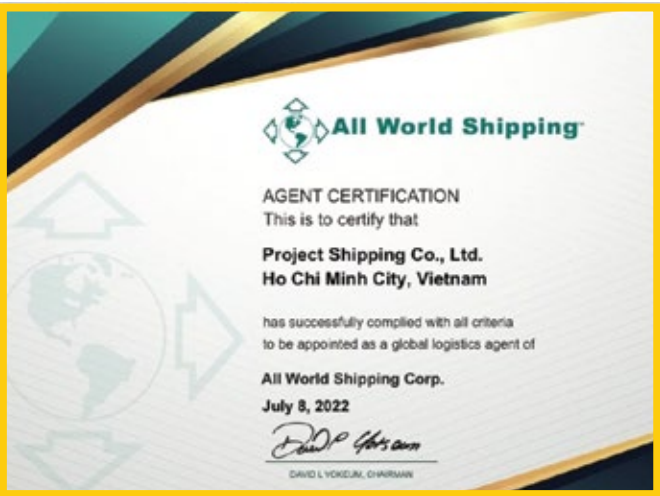 All World Shipping
AGENT CERTIFICATION
This is to certify that
Project Shipping Co., Ltd.
Ho Chi Minh City, Vietnam
has successfully complied with all criteria
to be appointed as a global logistics agent of
All World Shipping Corp.
July 8, 2022
DAVID L YOKEUM, CHAIRMAN